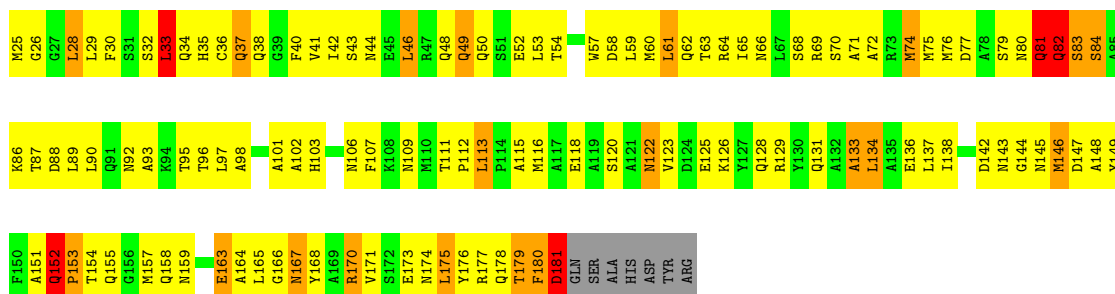 M25 G26 G27 L28 L29 F30 S31 S32 L33 Q34 H35 C36 Q37 Q38 G39 F40 V41 I42 S43 N44 E45 L46 R47 Q48 Q49 Q50 S51 E52 L53 T54 W57 D58 L59 M60 L61 Q62 T63 R64 I65 N66 L67 S68 R69 S70 A71 A72 R73 M74 M75 M76 D77 A78 S79 N80 Q81 Q82 S83 S84 A85
K86 T87 D88 L89 L90 Q91 N92 A93 K94 T95 T96 L97 A98 A101 A102 H103 N106 F107 K108 N109 M110 T111 P112 L113 P114 A115 M116 A117 E118 A119 S120 A121 N122 V123 D124 E125 K126 Y127 Q128 R129 Y130 Q131 A132 A133 L134 A135 E136 L137 I138 D142 N143 G144 N145 M146 D147 A148 Y149
F150 A151 Q152 P153 T154 Q155 G156 M157 Q158 N159 E163 A164 L165 G166 N167 Y168 A169 R170 V171 S172 E173 N174 L175 Y176 R177 Q178 T179 F180 D181 GLN SER ALA HIS ASP TYR ARG